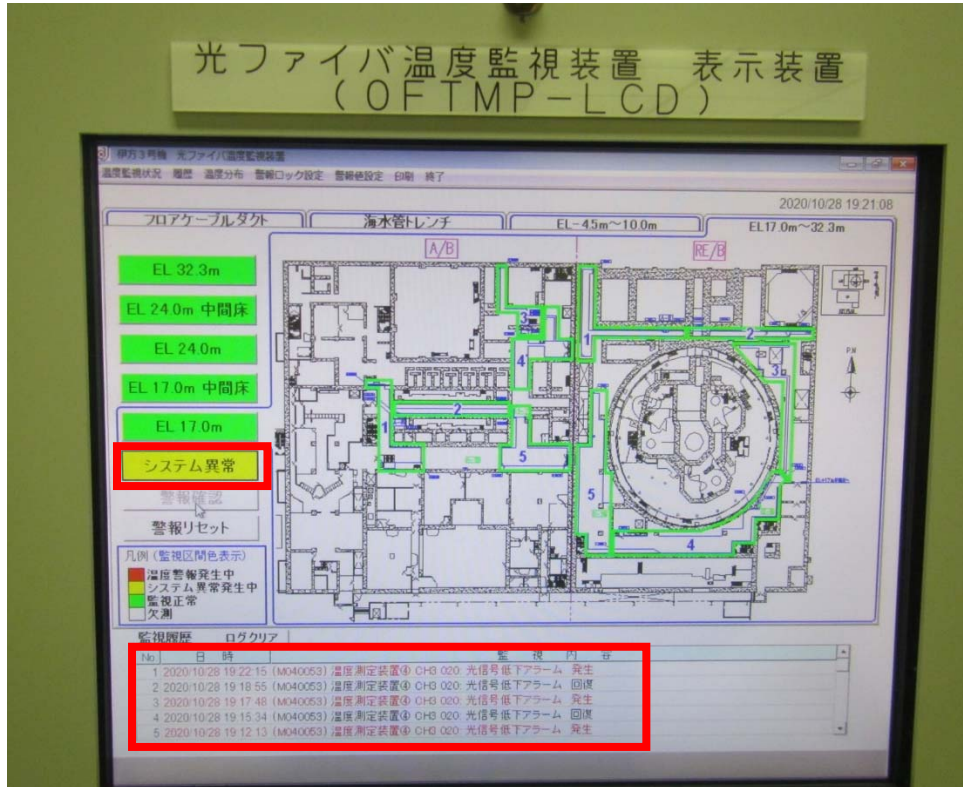 光ファイバ温度監視装置 表示装置
(OFTMP-LCD)
伊方3号機 光ファイバ温度監視装置
温度監視状況 履歴 温度分布 警報ロック設定 警報色設定 印刷 終了
2020/10/28 19:21:08
フロアケーブルダクト 海水管トレンチ EL-4.5m～10.0m EL17.0m～32.3m
A/B RE/B
EL 32.3m
EL 24.0m 中間床
EL 24.0m
EL 17.0m 中間床
EL 17.0m
システム異常
警報確認
警報リセット
凡例(監視区間色表示)
温度警報発生中
システム異常発生中
監視正常
欠測
3
1
2
4
3
P.N
2
1
5
5
4
監視履歴 ログクリア
No. 日 時 監 視 内 容
1 2020/10/28 19:22:15 (M040053) 温度測定装置④ CH3 020: 光信号低下アラーム 発生
2 2020/10/28 19:18:55 (M040053) 温度測定装置④ CH3 020: 光信号低下アラーム 回復
3 2020/10/28 19:17:48 (M040053) 温度測定装置④ CH3 020: 光信号低下アラーム 発生
4 2020/10/28 19:15:34 (M040053) 温度測定装置④ CH3 020: 光信号低下アラーム 回復
5 2020/10/28 19:12:13 (M040053) 温度測定装置④ CH3 020: 光信号低下アラーム 発生